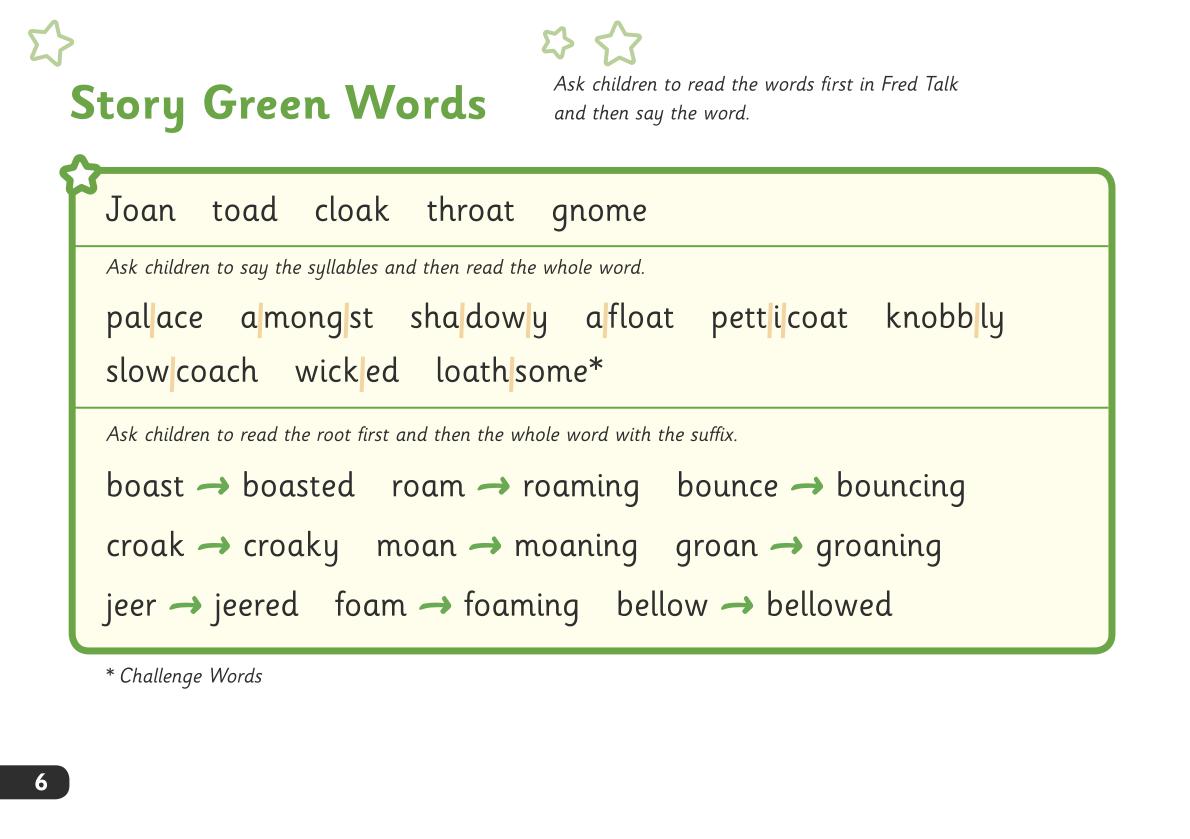 Story Green Words
Ask children to read the words first in Fred Talk
and then say the word.
Joan toad cloak throat gnome
Ask children to say the syllables and then read the whole word.
pal|ace a|mong|st sha|dow|y a|float pett|i|coat knobb|ly
slow|coach wick|ed loath|some*
Ask children to read the root first and then the whole word with the suffix.
boast → boasted roam → roaming bounce → bouncing
croak → croaky moan → moaning groan → groaning
jeer → jeered foam → foaming bellow → bellowed
* Challenge Words
6